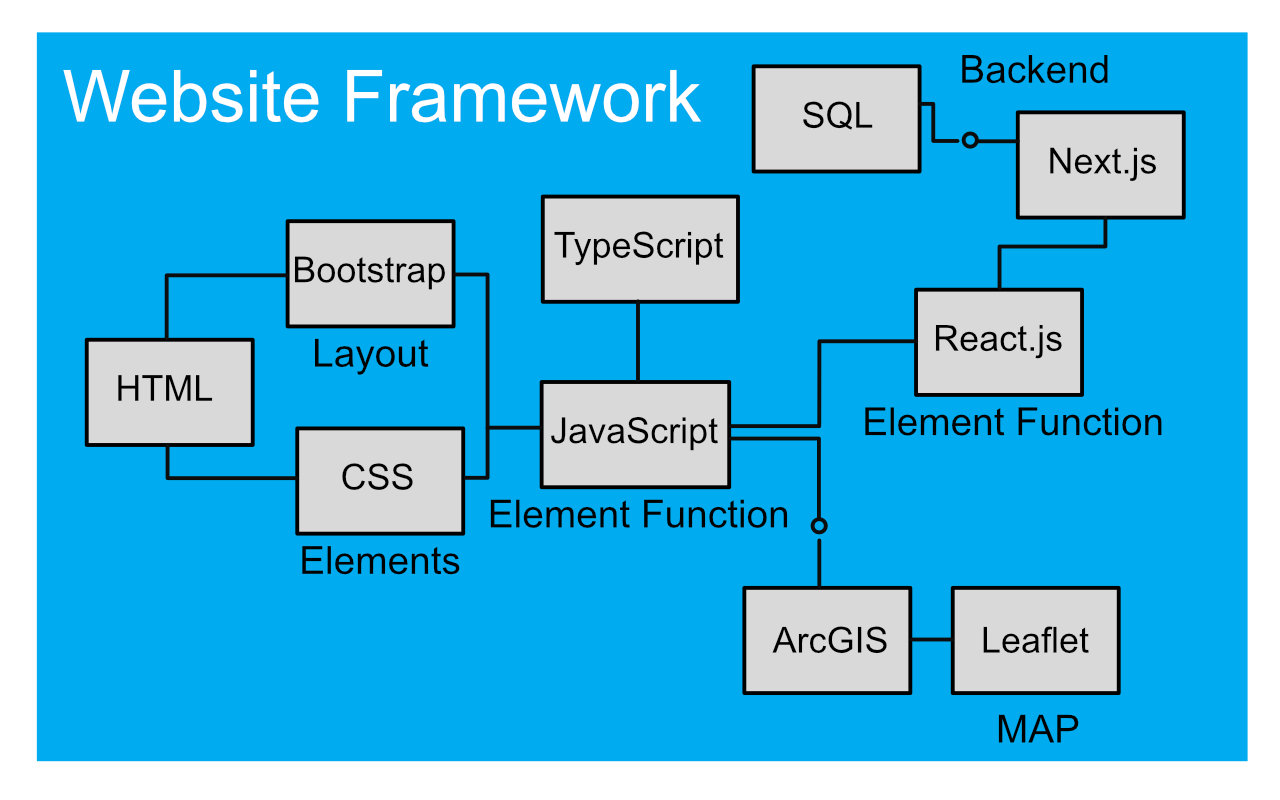 Website Framework
Backend
SQL
Next.js
TypeScript
Bootstrap
Layout
React.js
HTML
Element Function
JavaScript
CSS
Element Function
Elements
ArcGIS
Leaflet
MAP